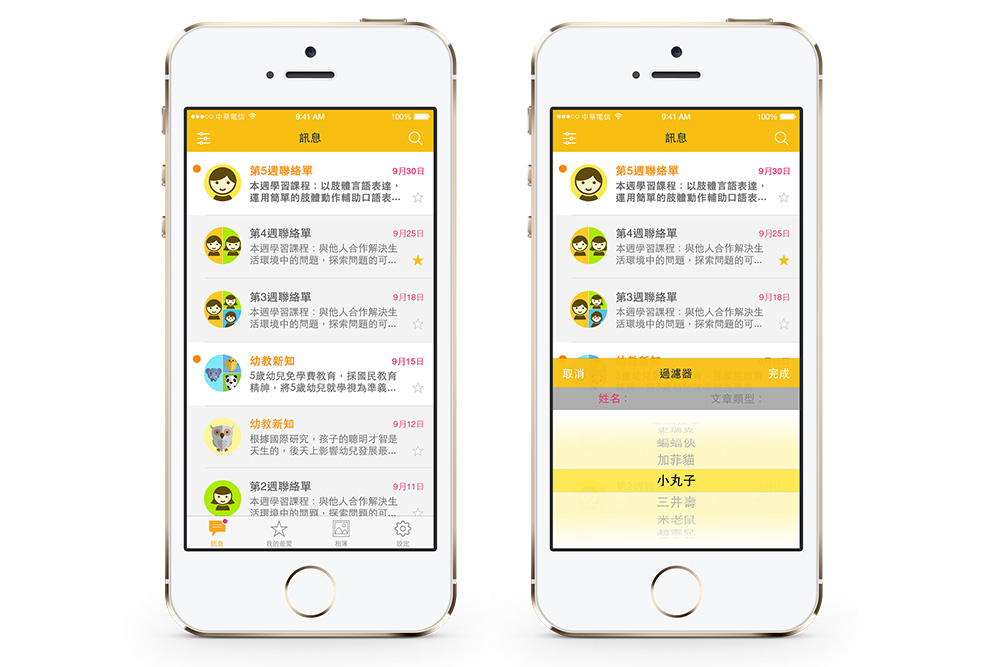 中華電信
9:41 AM
100%
訊息
第5週聯絡單
9月30日
本週學習課程：以肢體言語表達，
運用簡單的肢體動作輔助口語表...
第4週聯絡單
9月25日
本週學習課程：與他人合作解決生
活環境中的問題，探索問題的可...
第3週聯絡單
9月18日
本週學習課程：與他人合作解決生
活環境中的問題，探索問題的可...
幼教新知
9月15日
5歲幼兒免學費教育，採國民教育
精神，將5歲幼兒就學視為準義...
幼教新知
9月12日
根據國際研究，孩子的聰明才智是
天生的，後天上影響幼兒發展最...
第2週聯絡單
9月11日
本週學習課程：與他人合作解決生
活環境中的問題，探索問題的可...
訊息
我的最愛
相簿
設定
中華電信
9:41 AM
100%
訊息
第5週聯絡單
9月30日
本週學習課程：以肢體言語表達，
運用簡單的肢體動作輔助口語表...
第4週聯絡單
9月25日
本週學習課程：與他人合作解決生
活環境中的問題，探索問題的可...
第3週聯絡單
9月18日
本週學習課程：與他人合作解決生
活環境中的問題，探索問題的可...
幼教新知
取消
過濾器
完成
姓名：
文章類型：
蝙蝠俠
加菲貓
小丸子
三井壽
米老鼠